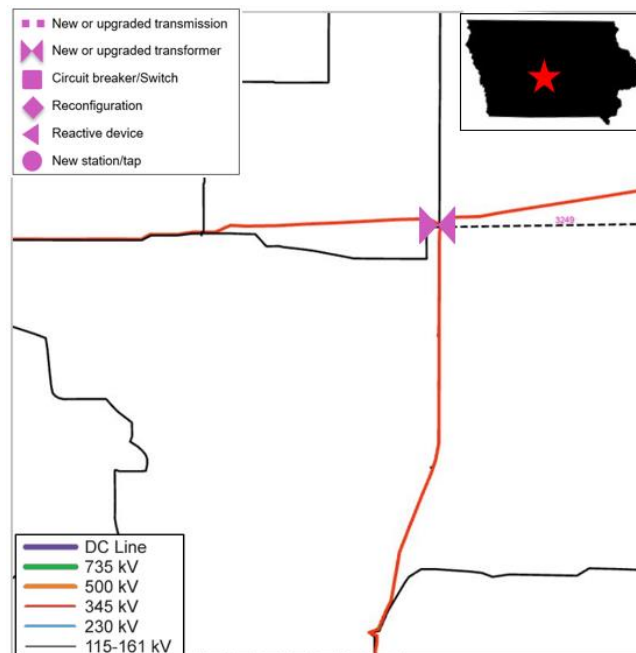 New or upgraded transmission
New or upgraded transformer
Circuit breaker/Switch
Reconfiguration
Reactive device
New station/tap
3249
DC Line
735 kV
500 kV
345 kV
230 kV
115-161 kV